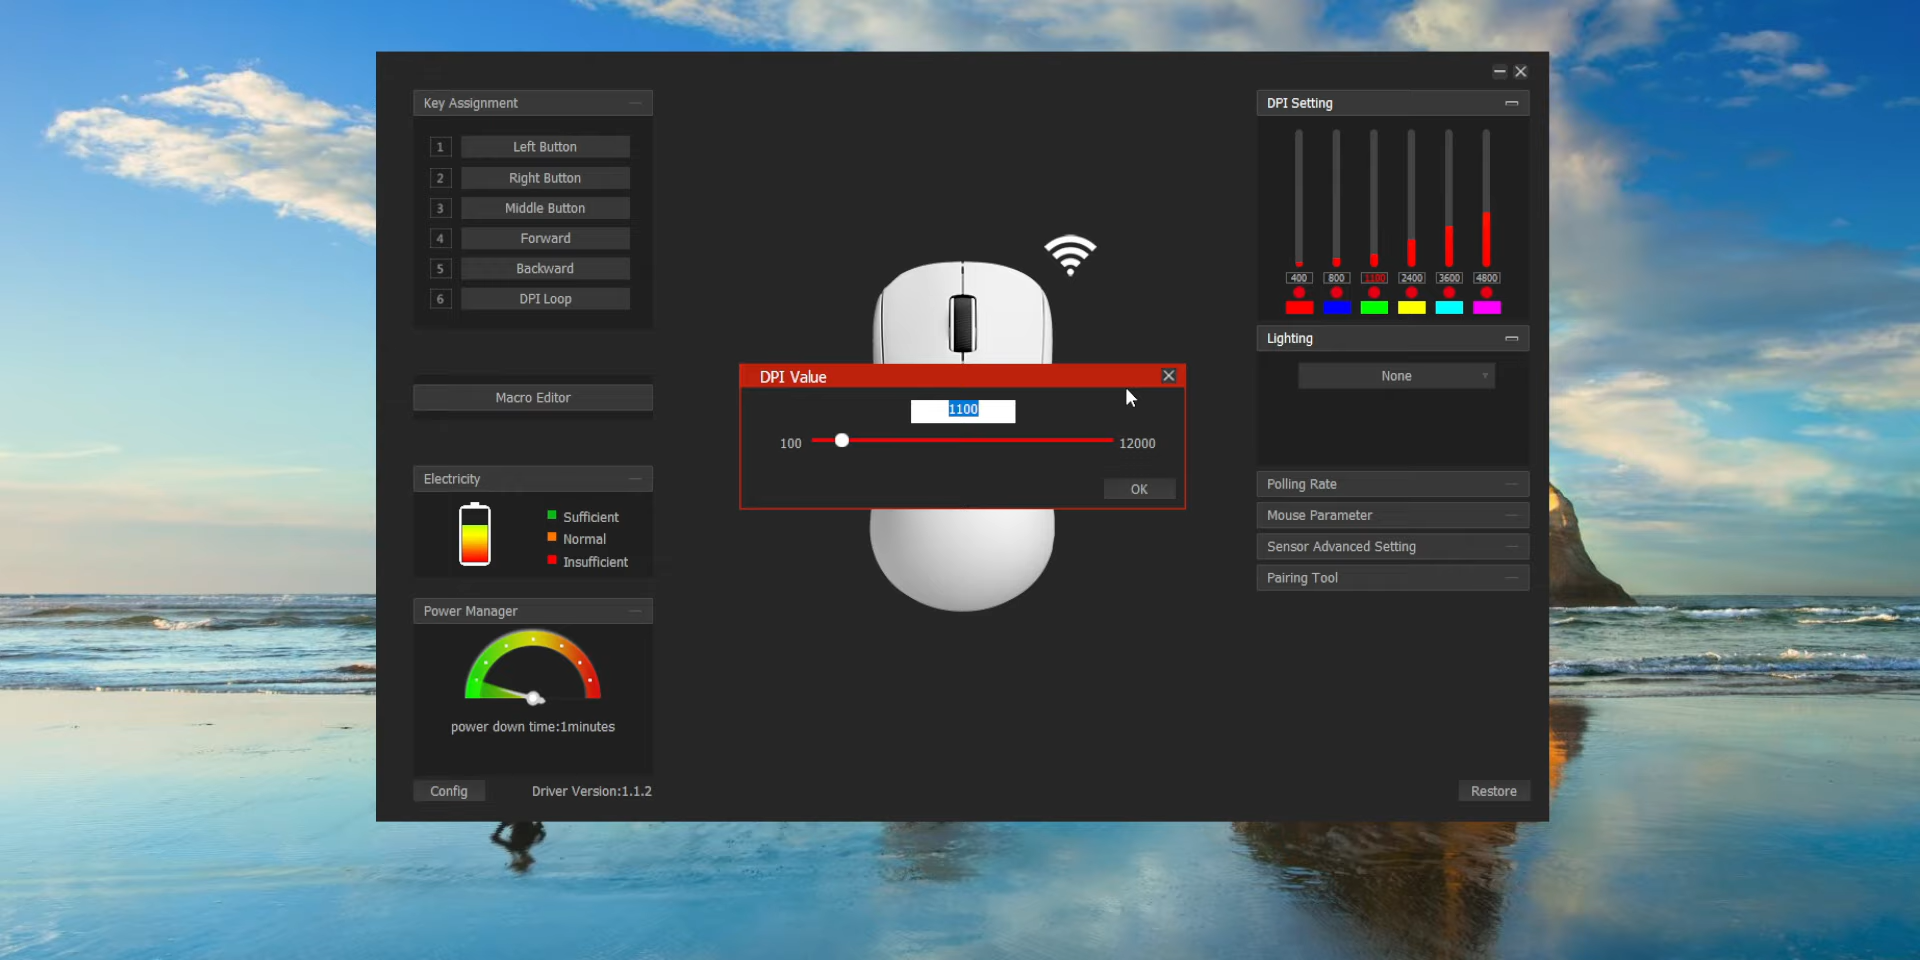 Key Assignment
1 Left Button
2 Right Button
3 Middle Button
4 Forward
5 Backward
6 DPI Loop
Macro Editor
Electricity
Sufficient
Normal
Insufficient
Power Manager
power down time:1minutes
Config
Driver Version:1.1.2
DPI Value
1100
100
12000
OK
DPI Setting
400 800 1100 2400 3600 4800
Lighting
None
Polling Rate
Mouse Parameter
Sensor Advanced Setting
Pairing Tool
Restore